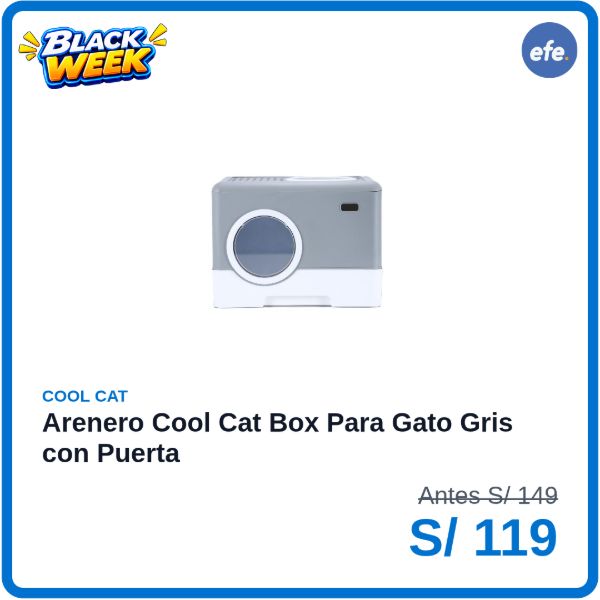 BLACK
WEEK
efe.
COOL CAT
Arenero Cool Cat Box Para Gato Gris
con Puerta
Antes S/ 149
S/ 119